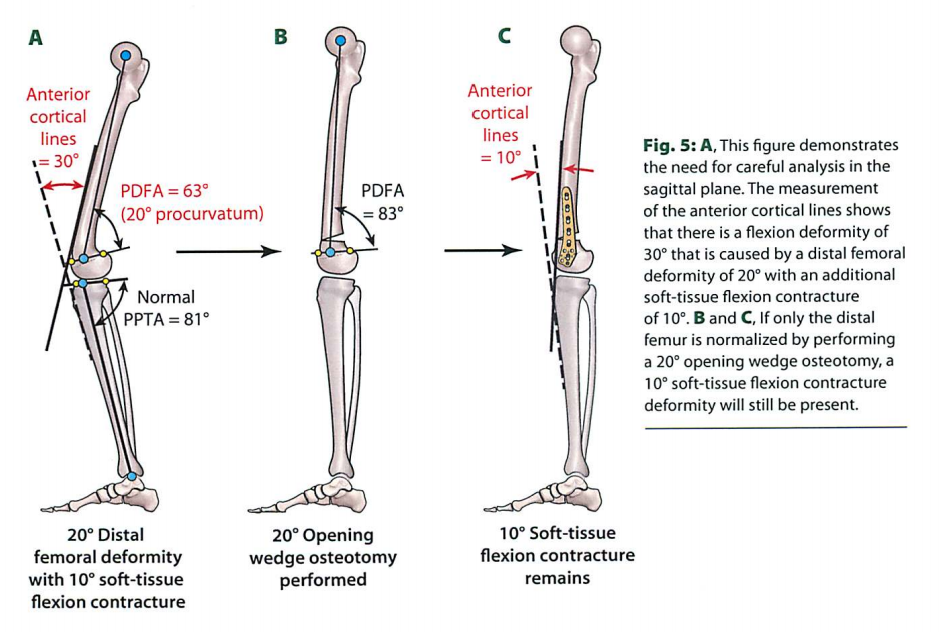 A
Anterior
cortical
lines
= 30°
PDFA = 63°
(20° procurvatum)
Normal
PPTA = 81°
20° Distal
femoral deformity
with 10° soft-tissue
flexion contracture
B
PDFA
= 83°
20° Opening
wedge osteotomy
performed
C
Anterior
cortical
lines
= 10°
10° Soft-tissue
flexion contracture
remains
Fig. 5: A, This figure demonstrates
the need for careful analysis in the
sagittal plane. The measurement
of the anterior cortical lines shows
that there is a flexion deformity of
30° that is caused by a distal femoral
deformity of 20° with an additional
soft-tissue flexion contracture
of 10°. B and C, If only the distal
femur is normalized by performing
a 20° opening wedge osteotomy, a
10° soft-tissue flexion contracture
deformity will still be present.